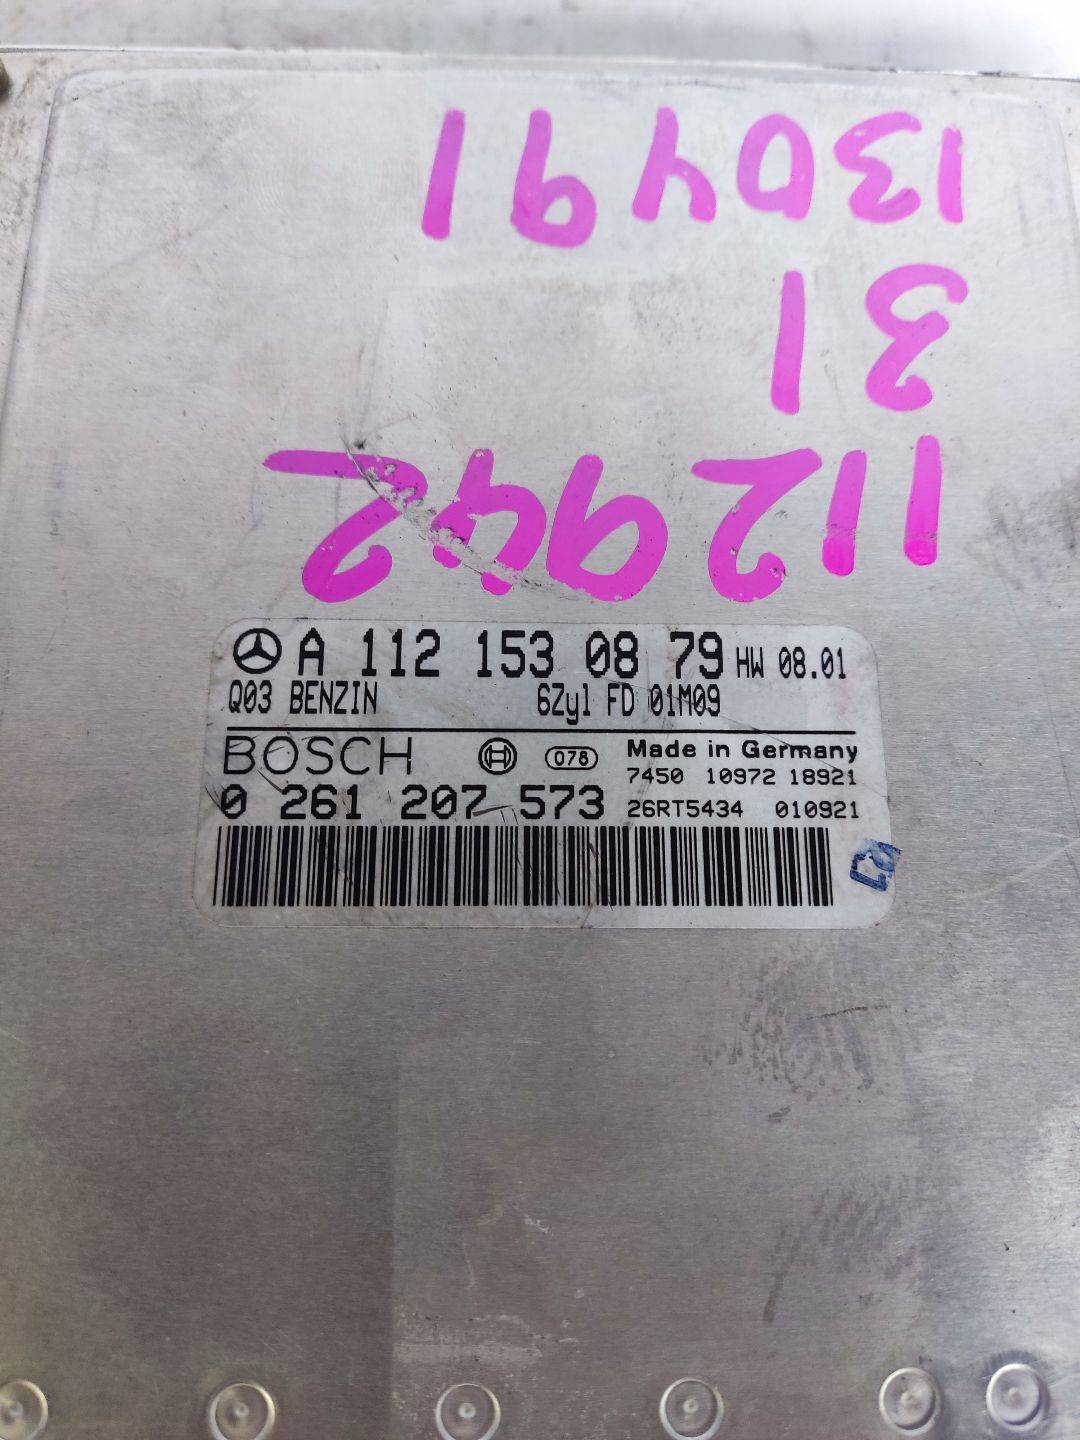 112942
31
130491
A 112 153 08 79 HW 08.01
Q03 BENZIN 6Zyl FD 01M09
BOSCH 078 Made in Germany
7450 10972 18921
0 261 207 573 26RT5434 010921